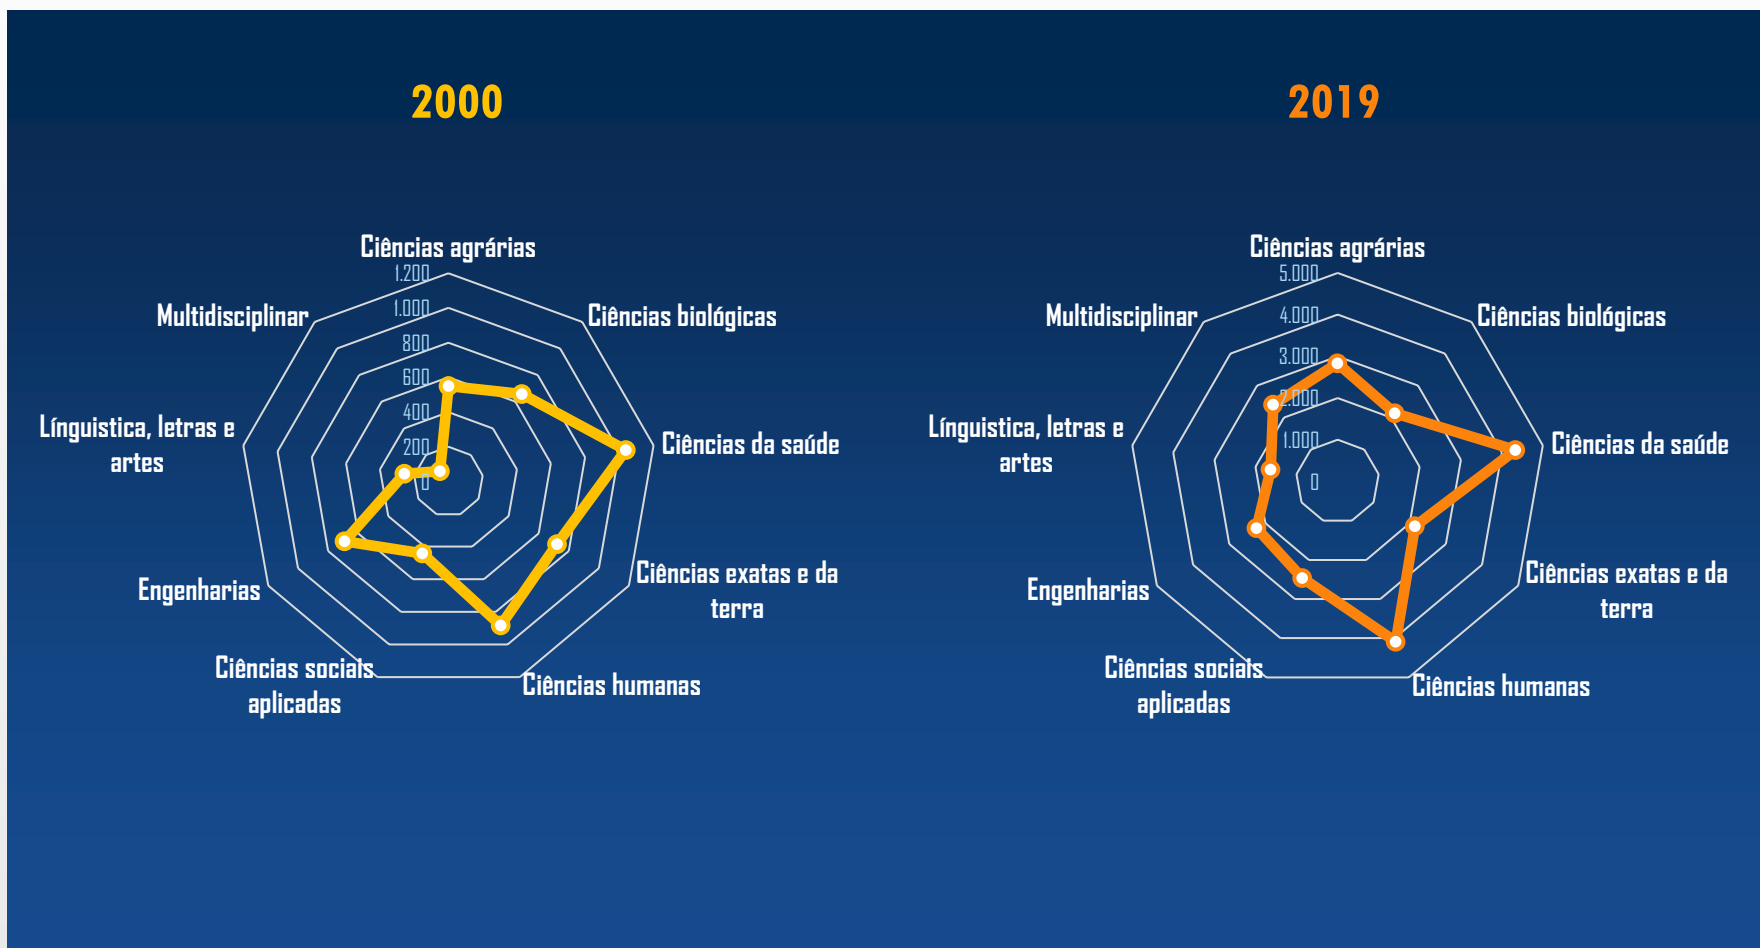 2000
Ciências agrárias
1.200
1.000
800
600
400
200
0
Multidisciplinar
Ciências biológicas
Línguistica, letras e
artes
Ciências da saúde
Engenharias
Ciências exatas e da
terra
Ciências sociais
aplicadas
Ciências humanas
2019
Ciências agrárias
5.000
4.000
3.000
2.000
1.000
0
Multidisciplinar
Ciências biológicas
Línguistica, letras e
artes
Ciências da saúde
Engenharias
Ciências exatas e da
terra
Ciências sociais
aplicadas
Ciências humanas